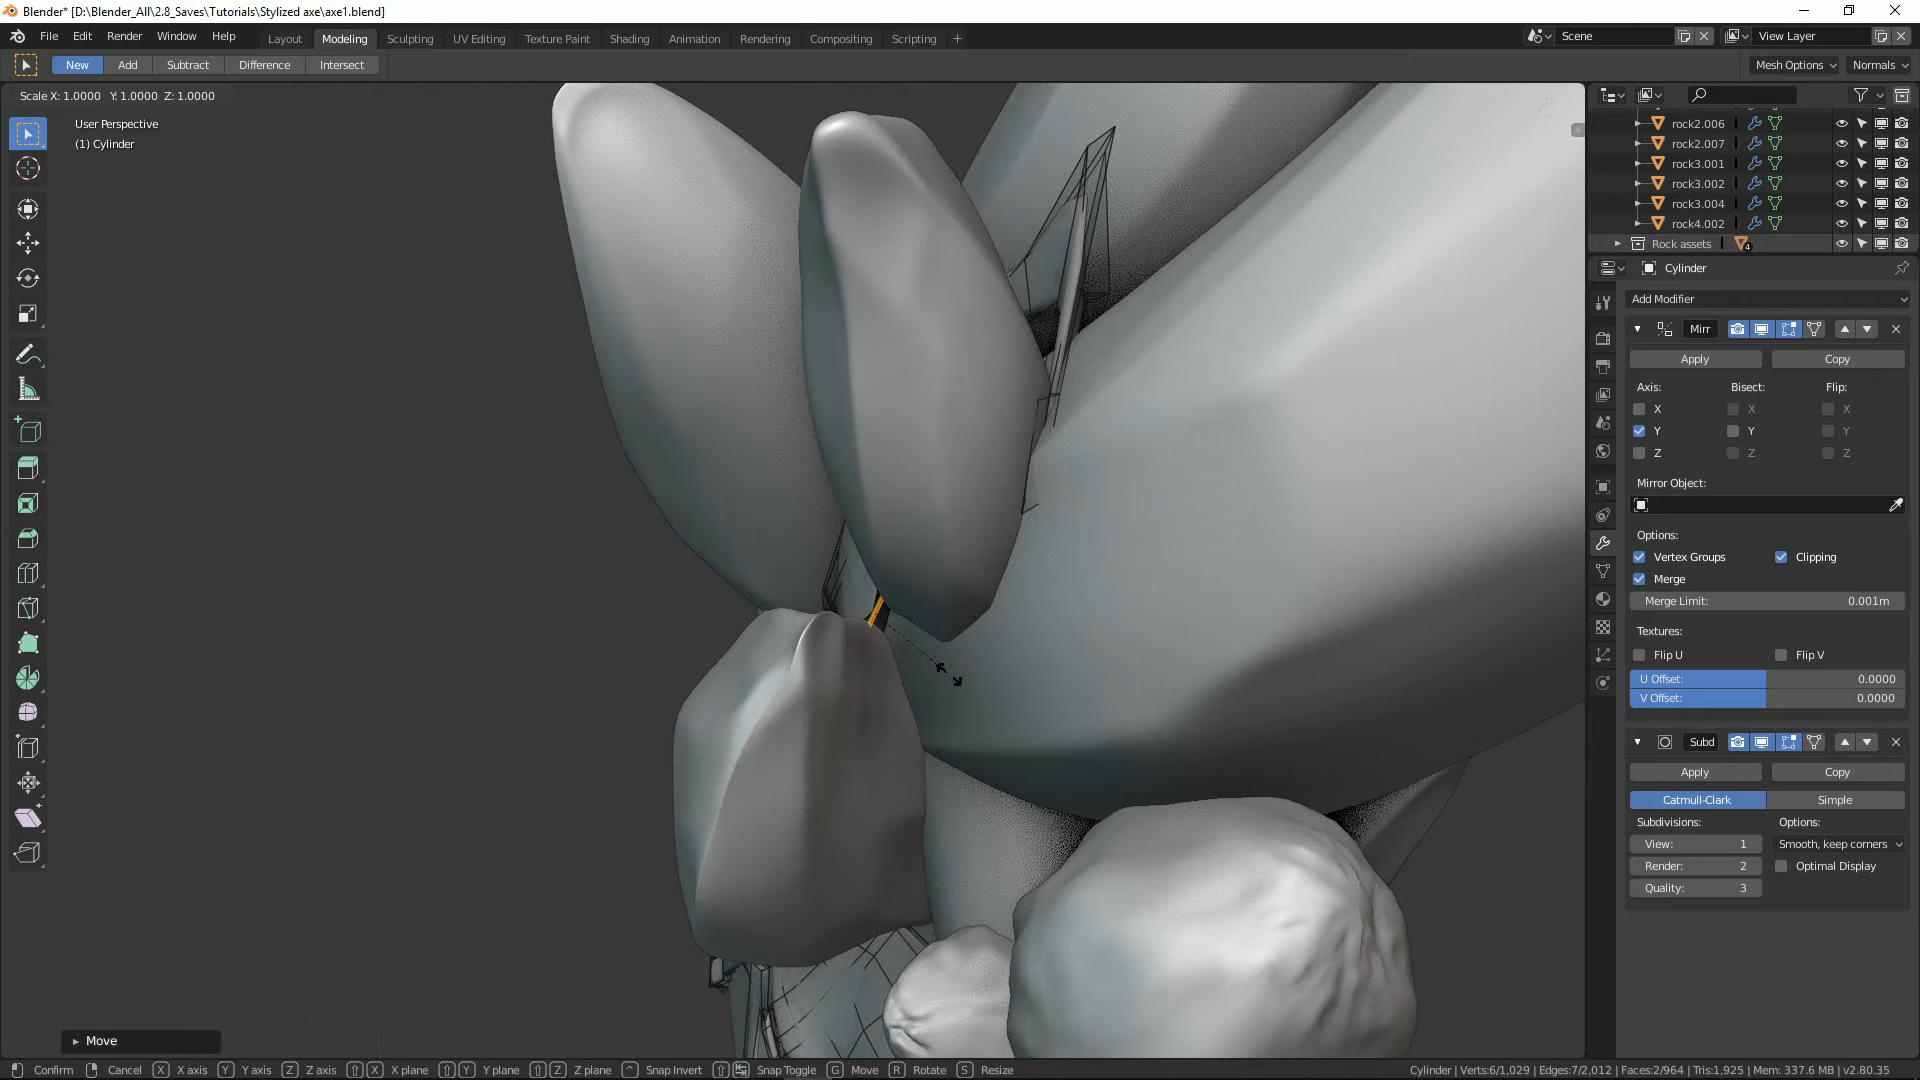 Blender* [D:\Blender_All\2.8_Saves\Tutorials\Stylized axe\axe1.blend]
File Edit Render Window Help Layout Modeling Sculpting UV Editing Texture Paint Shading Animation Rendering Compositing Scripting + Scene View Layer
New Add Subtract Difference Intersect Mesh Options Normals
Scale X: 1.0000 Y: 1.0000 Z: 1.0000
User Perspective
(1) Cylinder
rock2.006
rock2.007
rock3.001
rock3.002
rock3.004
rock4.002
Rock assets 4
Cylinder
Add Modifier
Mirr
Apply Copy
Axis: Bisect: Flip:
X X X
Y Y Y
Z Z Z
Mirror Object:
Options:
Vertex Groups Clipping
Merge
Merge Limit: 0.001m
Textures:
Flip U Flip V
U Offset: 0.0000
V Offset: 0.0000
Subd
Apply Copy
Catmull-Clark Simple
Subdivisions: Options:
View: 1 Smooth, keep corners
Render: 2 Optimal Display
Quality: 3
Move
Confirm Cancel X X axis Y Y axis Z Z axis X X plane Y Y plane Z Z plane ^ Snap Invert Snap Toggle G Move R Rotate S Resize Cylinder | Verts:6/1,029 | Edges:7/2,012 | Faces:2/964 | Tris:1,925 | Mem: 337.6 MB | v2.80.35